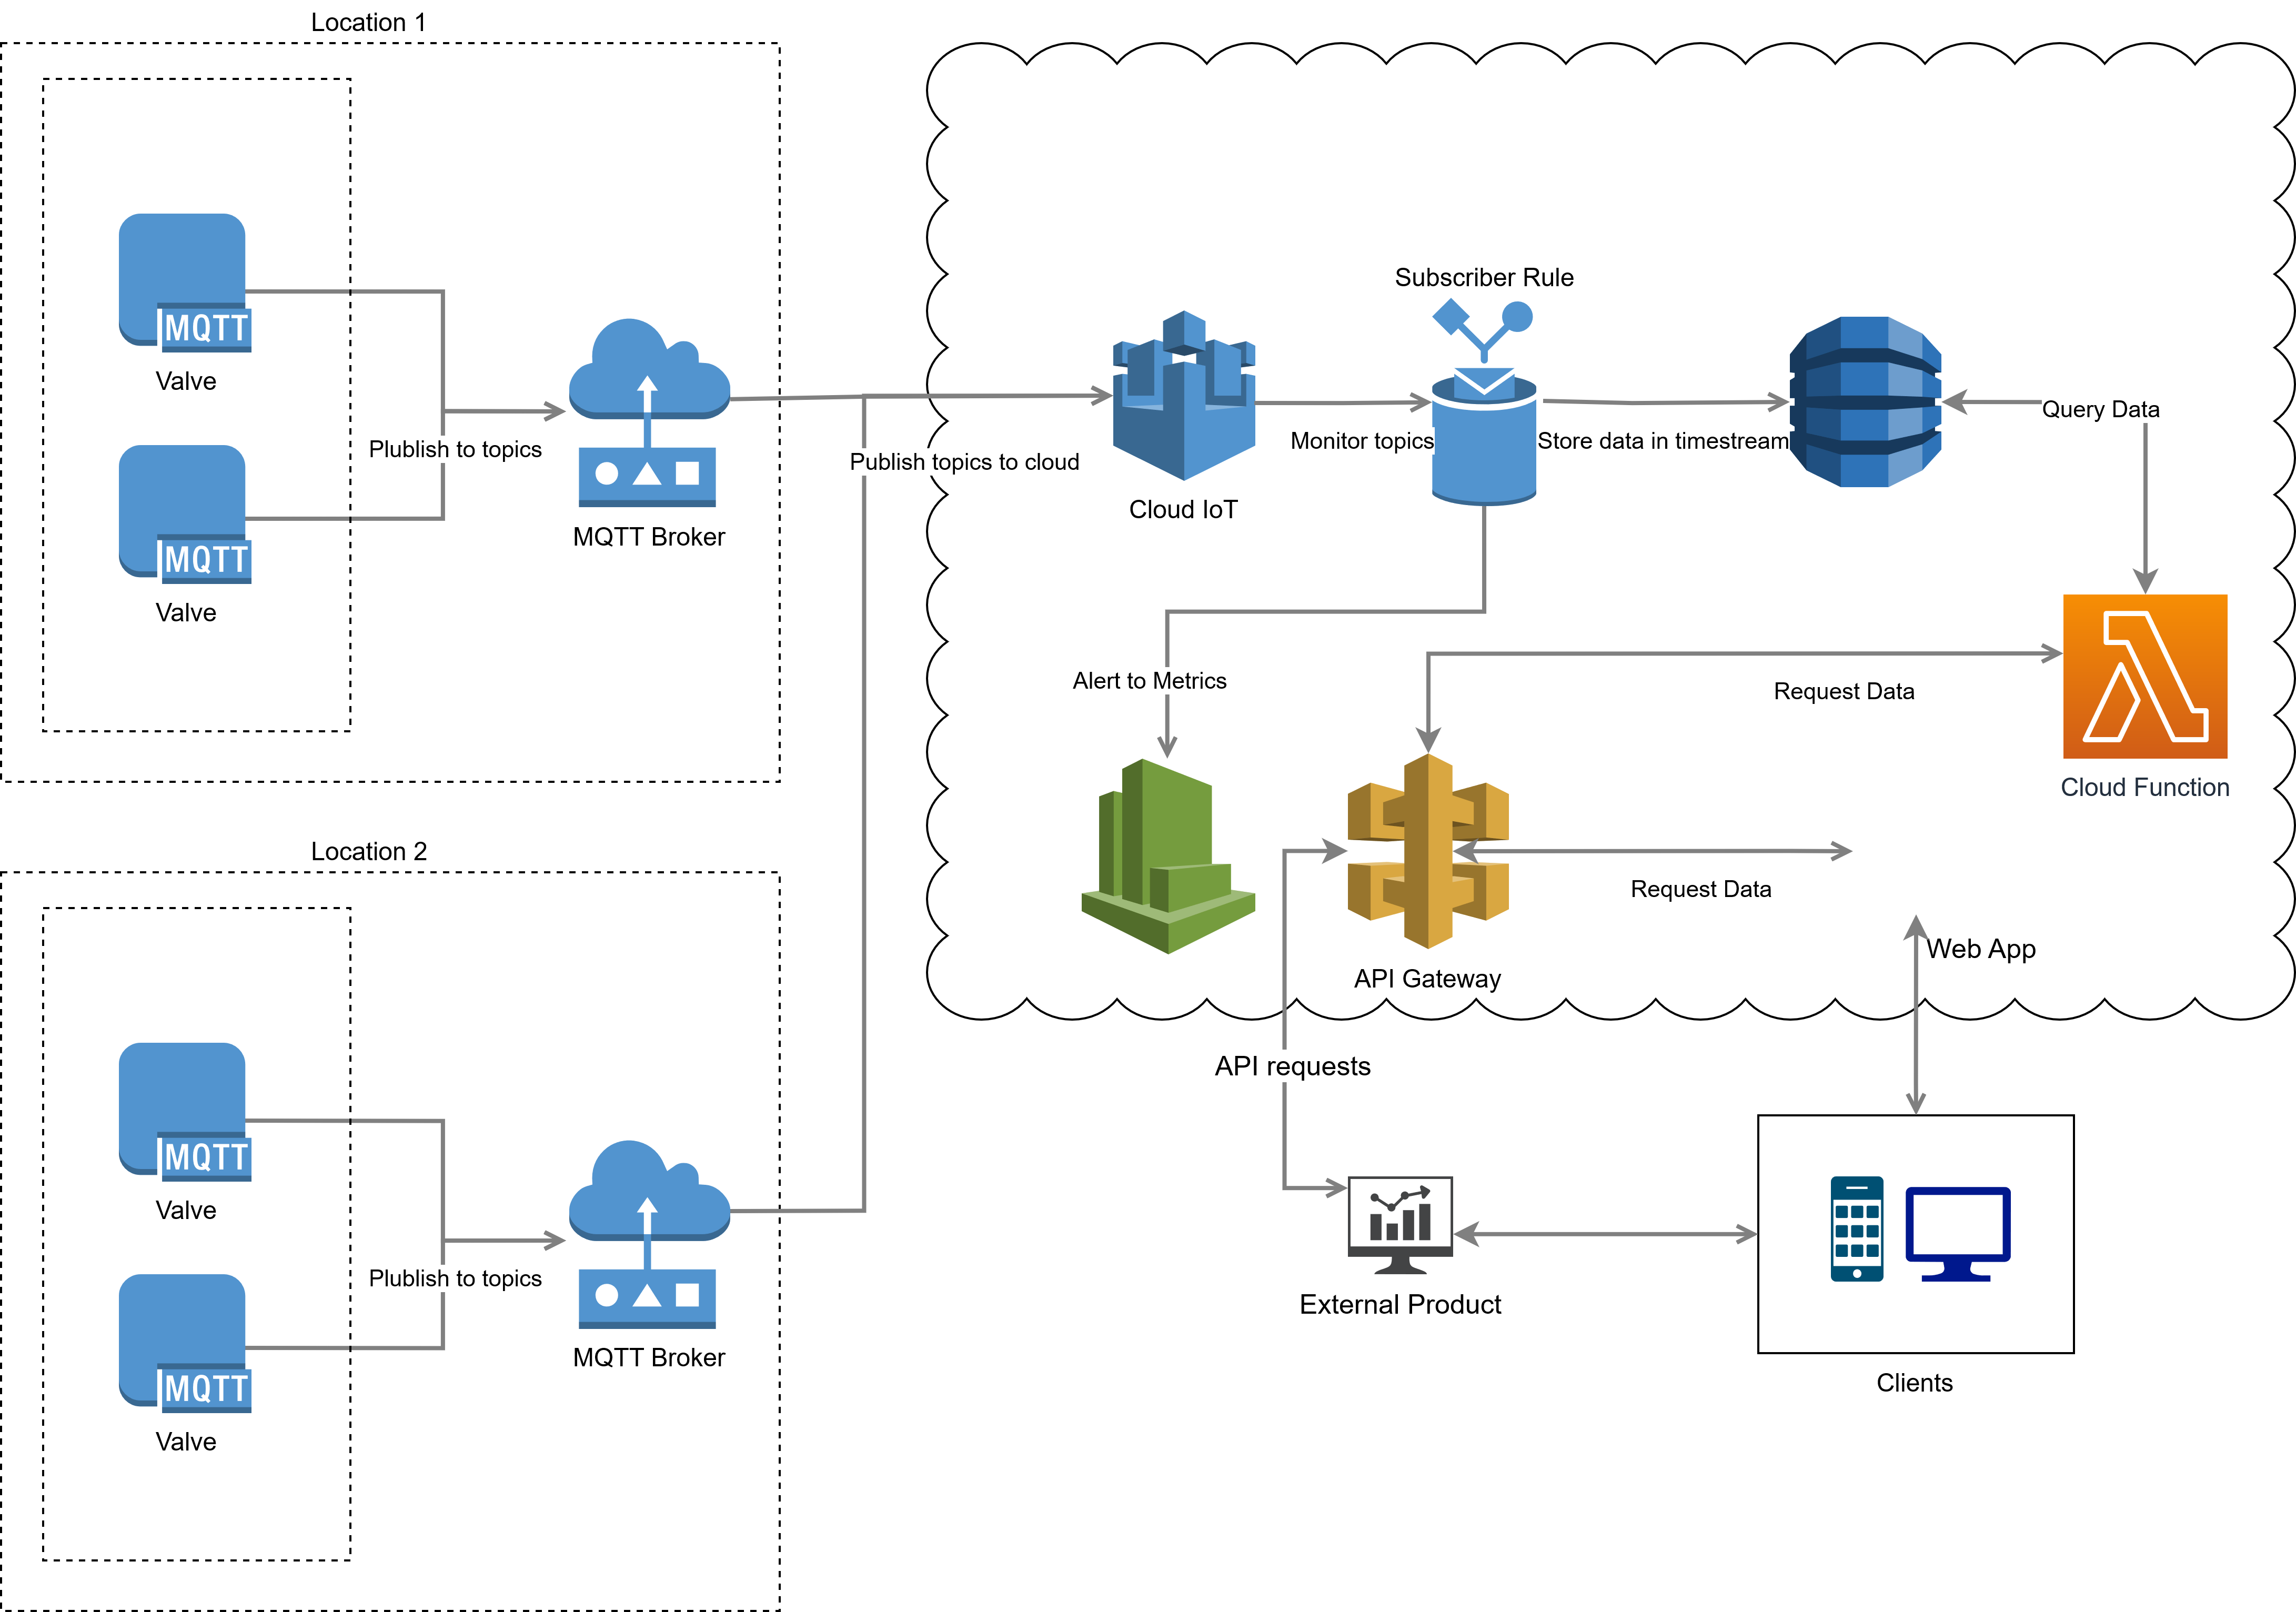 Location 1
MQTT
Valve
MQTT
Valve
Plublish to topics
MQTT Broker
Publish topics to cloud
Cloud IoT
Monitor topics
Subscriber Rule
Store data in timestream
Query Data
Alert to Metrics
Request Data
Cloud Function
Request Data
API Gateway
Web App
API requests
External Product
Clients
Location 2
MQTT
Valve
MQTT
Valve
Plublish to topics
MQTT Broker